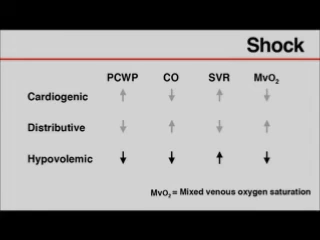 Shock
PCWP CO SVR MvO₂
Cardiogenic ↑ ↓ ↑ ↓
Distributive ↓ ↑ ↓ ↑
Hypovolemic ↓ ↓ ↑ ↓
MvO₂ = Mixed venous oxygen saturation